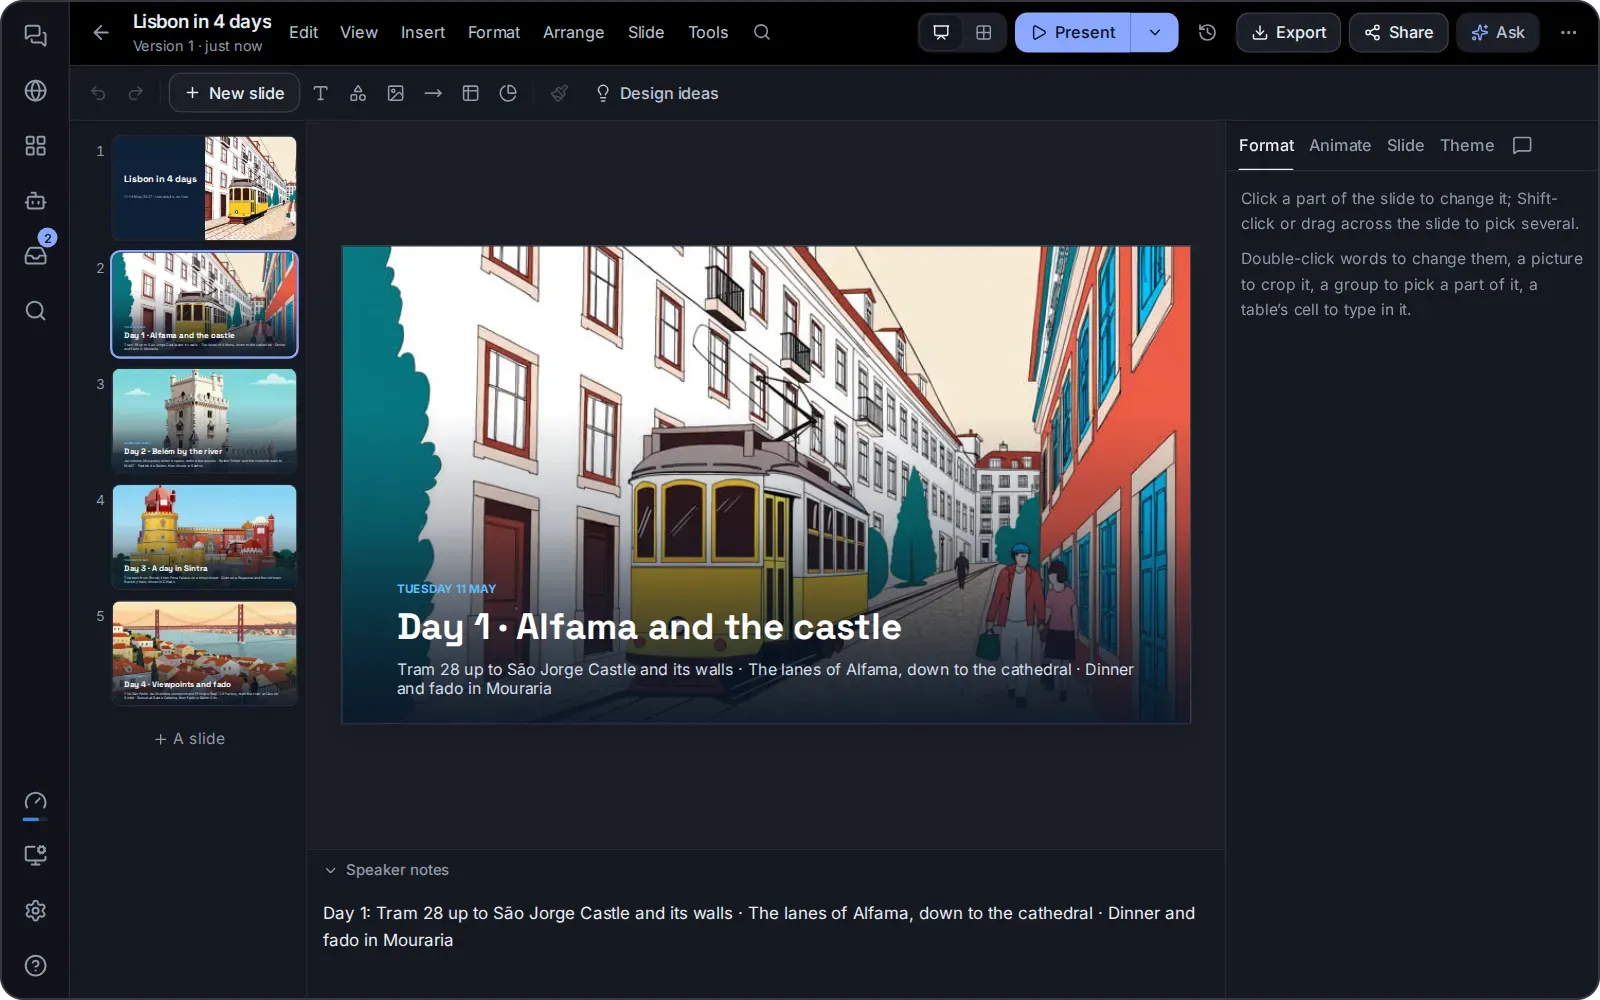 Lisbon in 4 days
Version 1 · just now
Edit
View
Insert
Format
Arrange
Slide
Tools
Present
Export
Share
Ask
New slide
Design ideas
2
1
Lisbon in 4 days
2
Day 1 · Alfama and the castle
3
Day 2 · Belém by the river
4
Day 3 · A day in Sintra
5
Day 4 · Viewpoints and fado
+ A slide
TUESDAY 11 MAY
Day 1 · Alfama and the castle
Tram 28 up to São Jorge Castle and its walls · The lanes of Alfama, down to the cathedral · Dinner
and fado in Mouraria
Speaker notes
Day 1: Tram 28 up to São Jorge Castle and its walls · The lanes of Alfama, down to the cathedral · Dinner and
fado in Mouraria
Format
Animate
Slide
Theme
Click a part of the slide to change it; Shift-
click or drag across the slide to pick several.
Double-click words to change them, a picture
to crop it, a group to pick a part of it, a
table's cell to type in it.